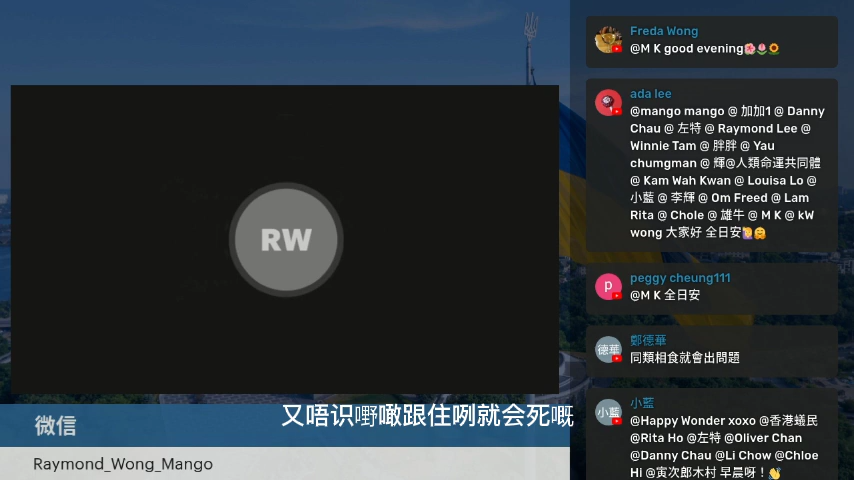 RW
又唔识嘢噉跟住咧就会死嘅
微信
Raymond_Wong_Mango
Freda Wong
@M K good evening🌺🌷🌻
ada lee
@mango mango @ 加加1 @ Danny
Chau @ 左特 @ Raymond Lee @
Winnie Tam @ 胖胖 @ Yau
chumgman @ 輝@人類命運共同體
@ Kam Wah Kwan @ Louisa Lo @
小藍 @ 李輝 @ Om Freed @ Lam
Rita @ Chole @ 雄牛 @ M K @ kW
wong 大家好 全日安🙋🤗
p
peggy cheung111
@M K 全日安
德華
鄭德華
同類相食就會出問題
小藍
小藍
@Happy Wonder xoxo @香港蟻民
@Rita Ho @左特 @Oliver Chan
@Danny Chau @Li Chow @Chloe
Hi @寅次郎木村 早晨呀！👋